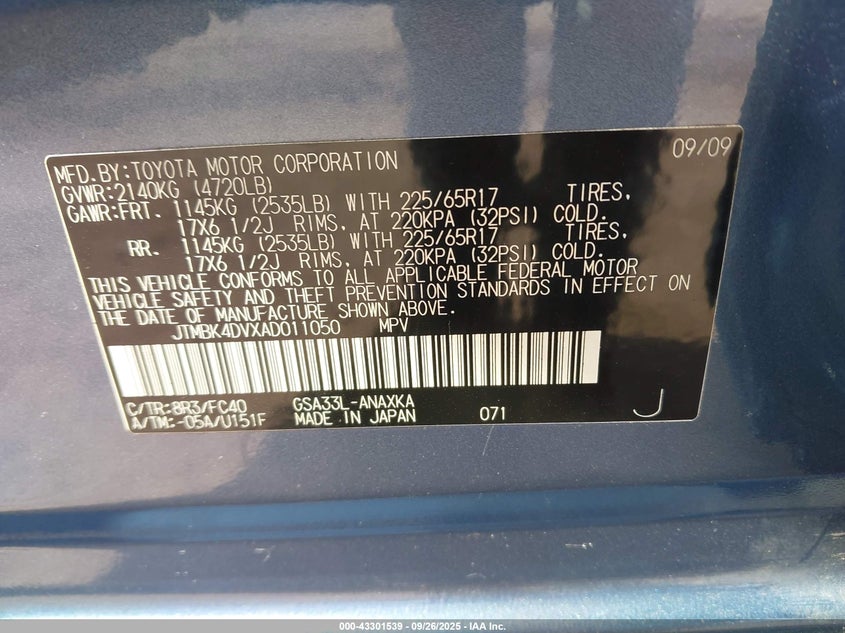 MFD.BY:TOYOTA MOTOR CORPORATION 09/09
GVWR:2140KG (4720LB)
GAWR:FRT. 1145KG (2535LB) WITH 225/65R17 TIRES,
17X6 1/2J RIMS, AT 220KPA (32PSI) COLD.
RR. 1145KG (2535LB) WITH 225/65R17 TIRES,
17X6 1/2J RIMS, AT 220KPA (32PSI) COLD.
THIS VEHICLE CONFORMS TO ALL APPLICABLE FEDERAL MOTOR
VEHICLE SAFETY AND THEFT PREVENTION STANDARDS IN EFFECT ON
THE DATE OF MANUFACTURE SHOWN ABOVE.
JTMBK4DVXAD011050 MPV
C/TR:8R3/FC40 GSA33L-ANAXKA
A/TM:-05A/U151F MADE IN JAPAN 071 J
000-43301539 - 09/26/2025 - IAA Inc.